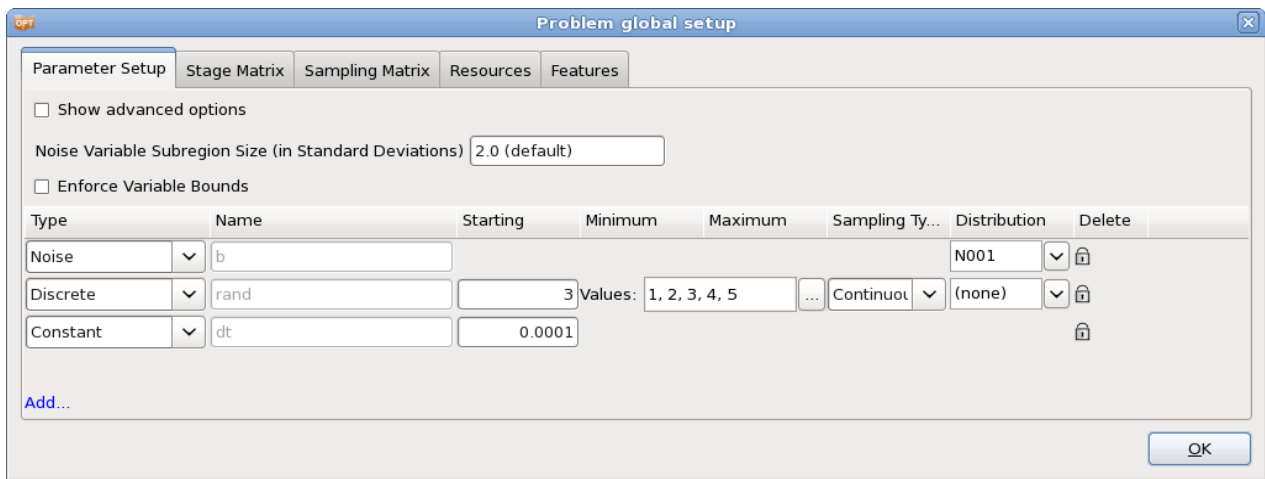 OPT Problem global setup
Parameter Setup Stage Matrix Sampling Matrix Resources Features
Show advanced options
Noise Variable Subregion Size (in Standard Deviations) 2.0 (default)
Enforce Variable Bounds
Type Name Starting Minimum Maximum Sampling Ty... Distribution Delete
Noise b N001
Discrete rand 3 Values: 1, 2, 3, 4, 5 ... Continuou (none)
Constant dt 0.0001
Add...
OK